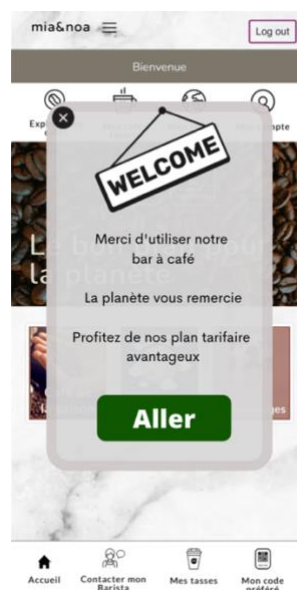 mia&noa
Log out
Bienvenue
WELCOME
Merci d'utiliser notre
bar à café
La planète vous remercie
Profitez de nos plan tarifaire
avantageux
Aller
Accueil
Contacter mon
Barista
Mes tasses
Mon code
préféré